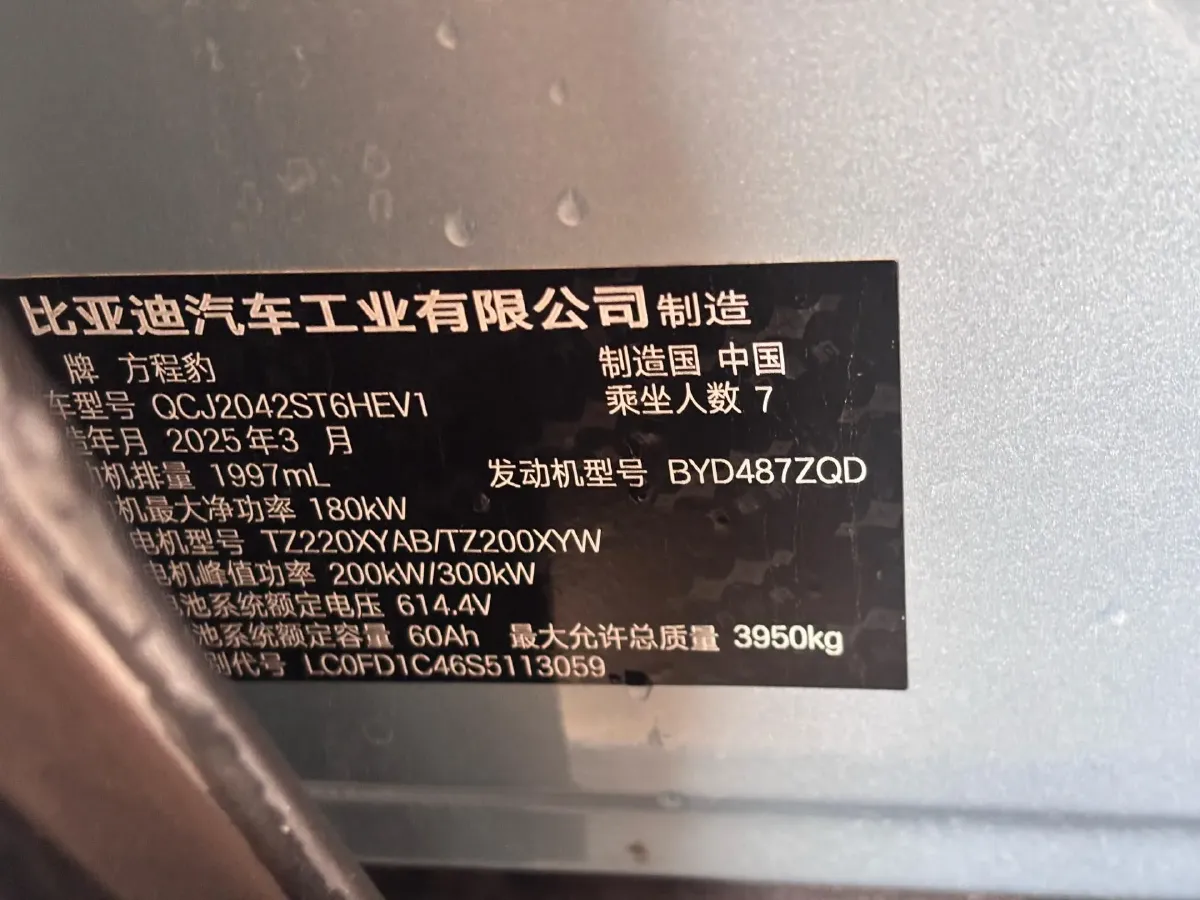 比亚迪汽车工业有限公司 制造
牌 方程豹 制造国 中国
车型号 QCJ2042ST6HEV1 乘坐人数 7
造年月 2025年3 月
动机排量 1997mL 发动机型号 BYD487ZQD
机最大净功率 180kW
电机型号 TZ220XYAB/TZ200XYW
电机峰值功率 200kW/300kW
池系统额定电压 614.4V
池系统额定容量 60Ah 最大允许总质量 3950kg
别代号 LC0FD1C46S5113059